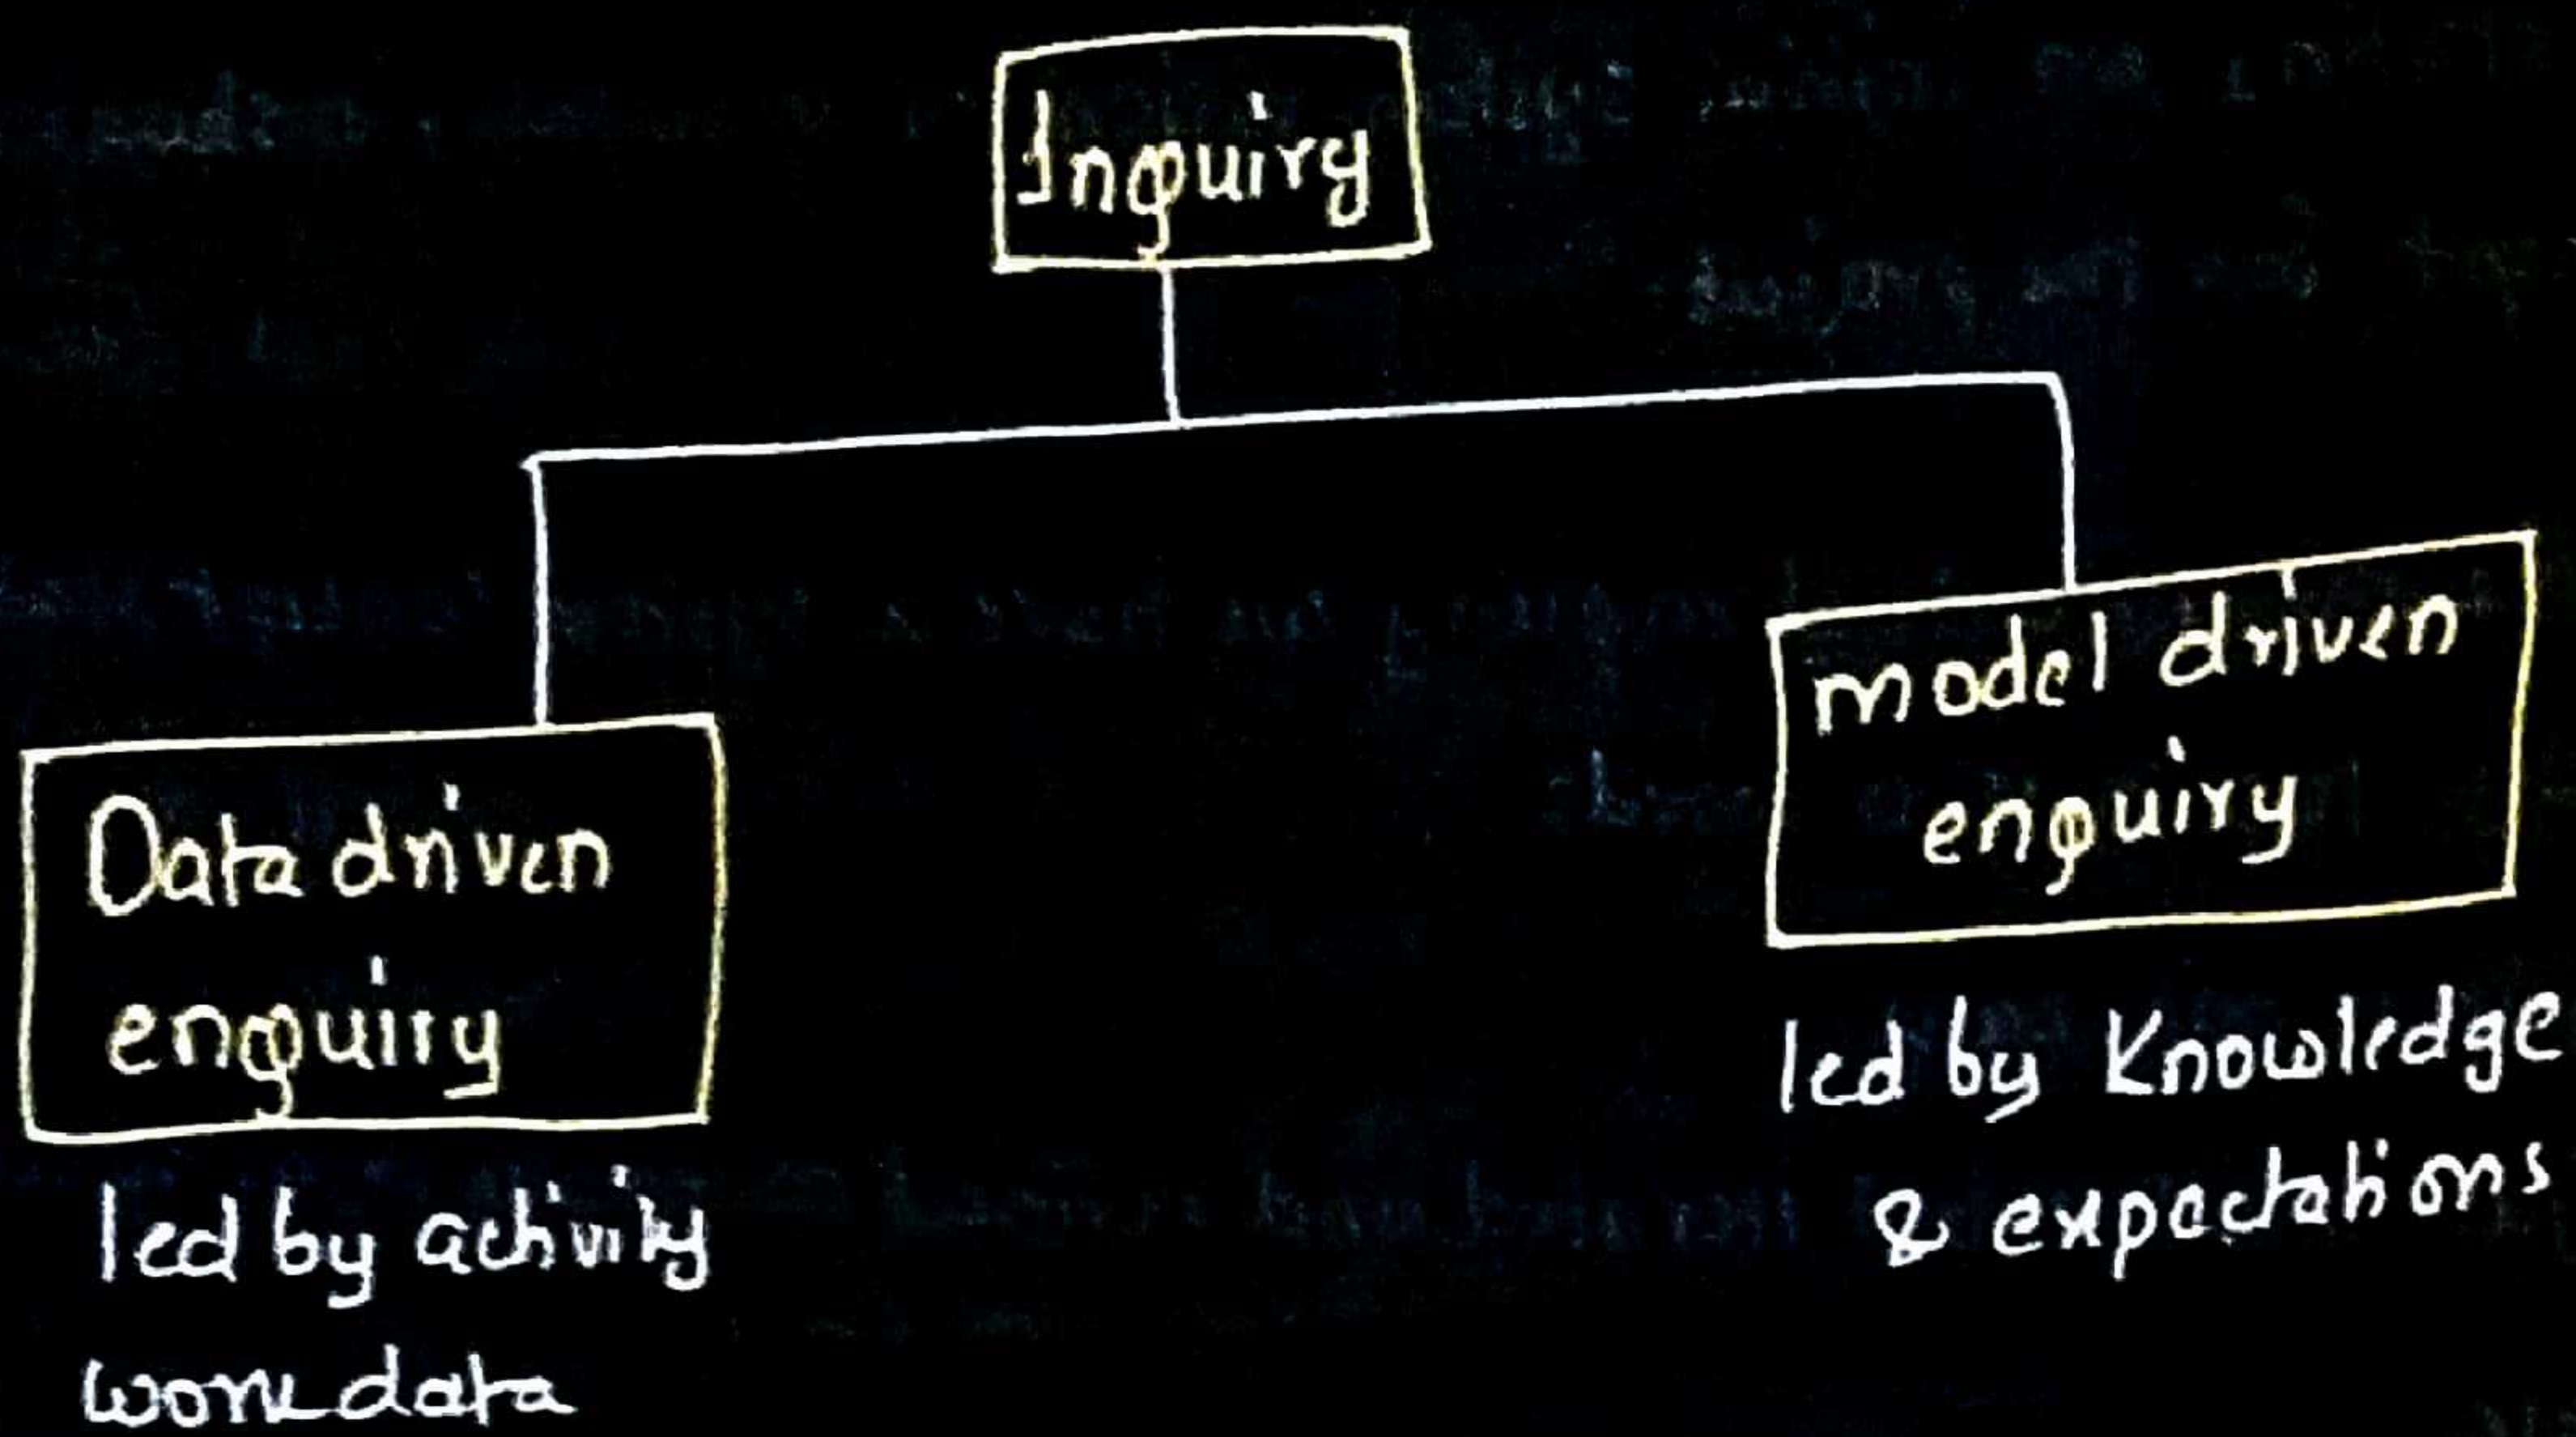 Inquiry
Data driven
enquiry
led by activity
work data
model driven
enquiry
led by Knowledge
& expectations